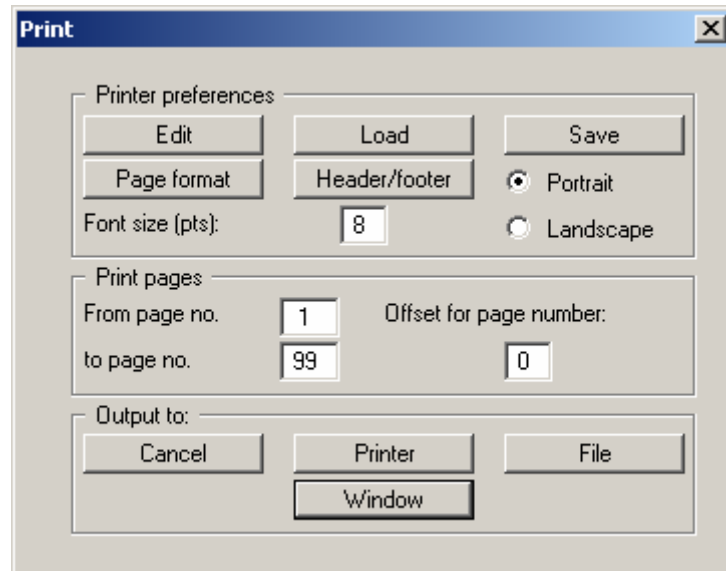 Print
Printer preferences
Edit Load Save
Page format Header/footer Portrait
Font size (pts): 8 Landscape
Print pages
From page no. 1 Offset for page number:
to page no. 99 0
Output to:
Cancel Printer File
Window